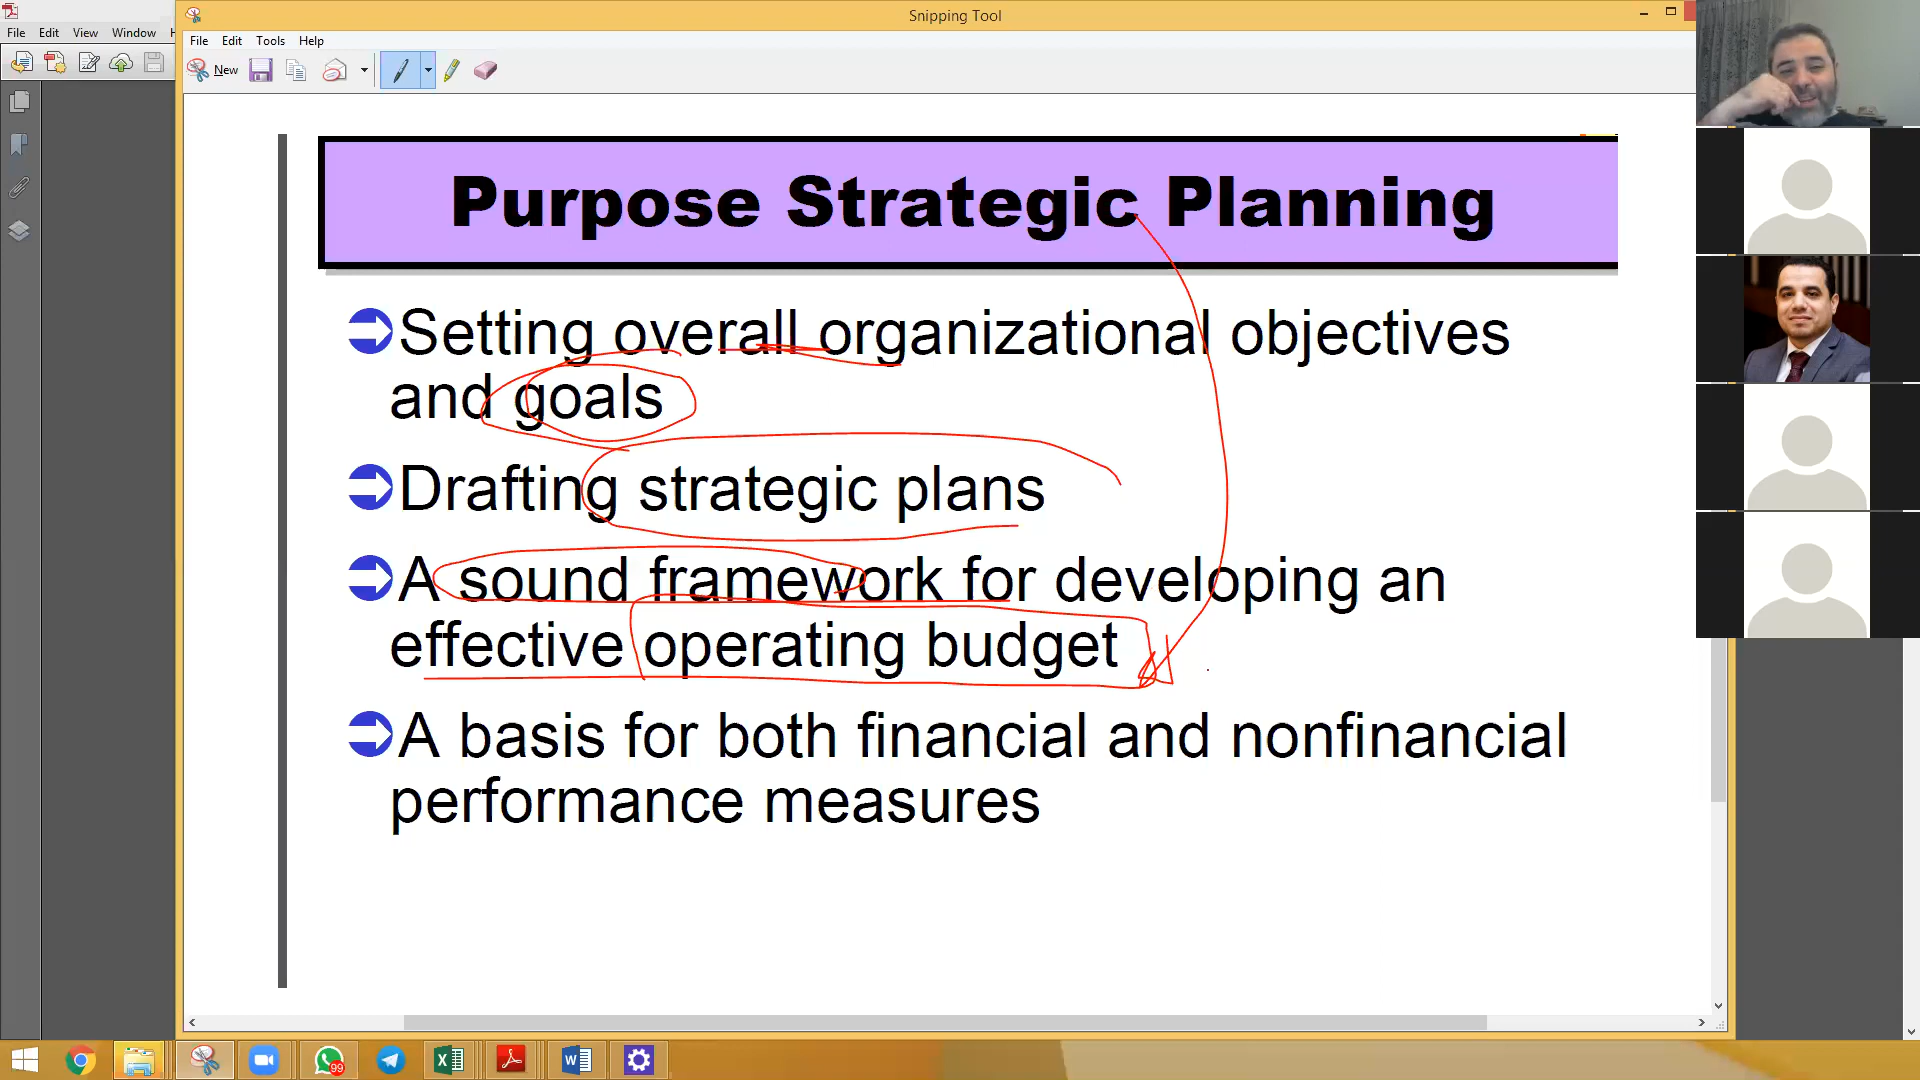 Snipping Tool
File Edit View Window
File Edit Tools Help
New
Purpose Strategic Planning
Setting overall organizational objectives
and goals
Drafting strategic plans
A sound framework for developing an
effective operating budget
A basis for both financial and nonfinancial
performance measures
99